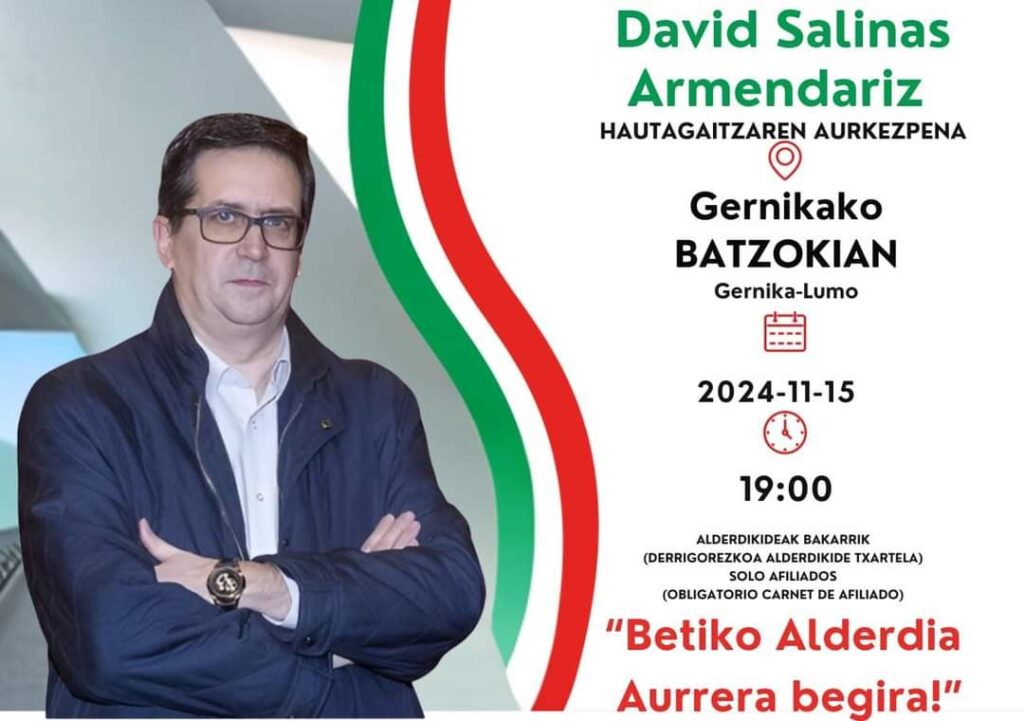 David Salinas
Armendariz
HAUTAGAITZAREN AURKEZPENA
Gernikako
BATZOKIAN
Gernika-Lumo
2024-11-15
19:00
ALDERDIKIDEAK BAKARRIK
(DERRIGOREZKOA ALDERDIKIDE TXARTELA)
SOLO AFILIADOS
(OBLIGATORIO CARNET DE AFILIADO)
“Betiko Alderdia
Aurrera begira!”